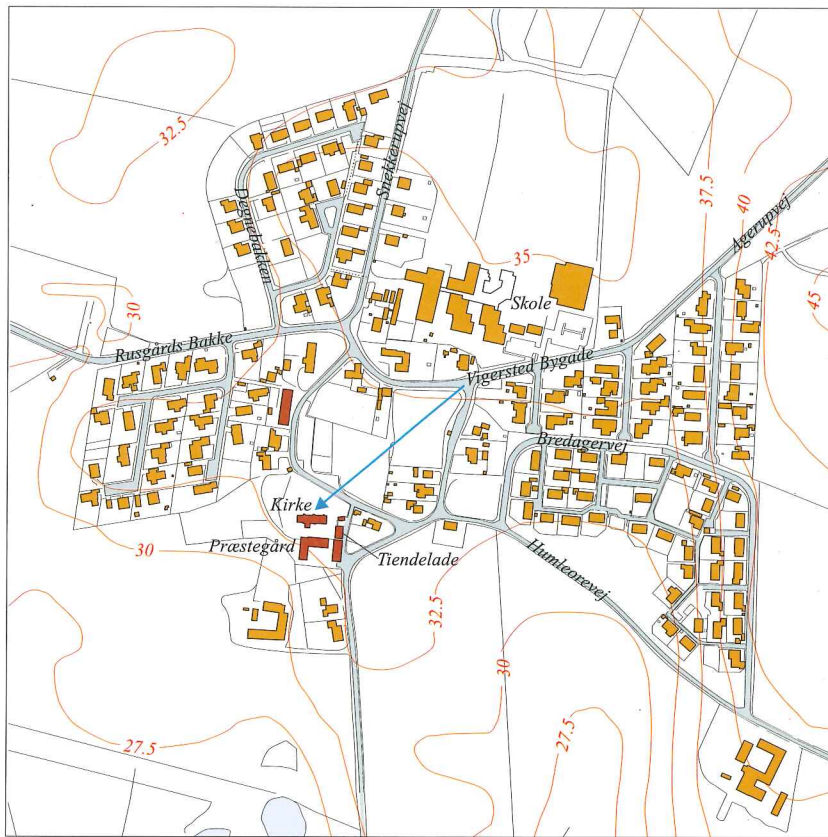 32.5
Snekkerupvej
37.5
40
Agerupvej
42.5
Degnebakken
35
45
30
Skole
Rusgårds Bakke
Vigersted Bygade
Bredagervej
Kirke
30
Præstegård
Tiendelade
Humleorevej
32.5
30
27.5
27.5